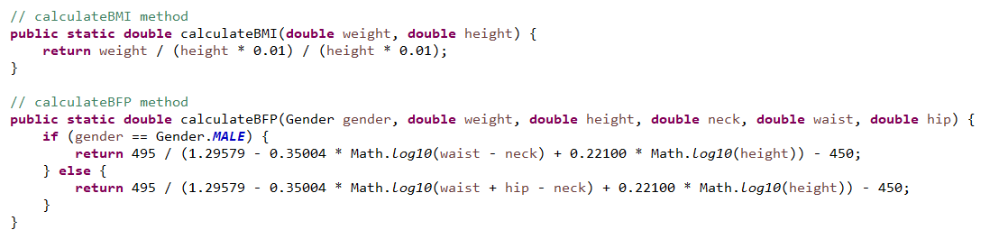 // calculateBMI method
public static double calculateBMI(double weight, double height) {
    return weight / (height * 0.01) / (height * 0.01);
}

// calculateBFP method
public static double calculateBFP(Gender gender, double weight, double height, double neck, double waist, double hip) {
    if (gender == Gender.MALE) {
        return 495 / (1.29579 - 0.35004 * Math.log10(waist - neck) + 0.22100 * Math.log10(height)) - 450;
    } else {
        return 495 / (1.29579 - 0.35004 * Math.log10(waist + hip - neck) + 0.22100 * Math.log10(height)) - 450;
    }
}